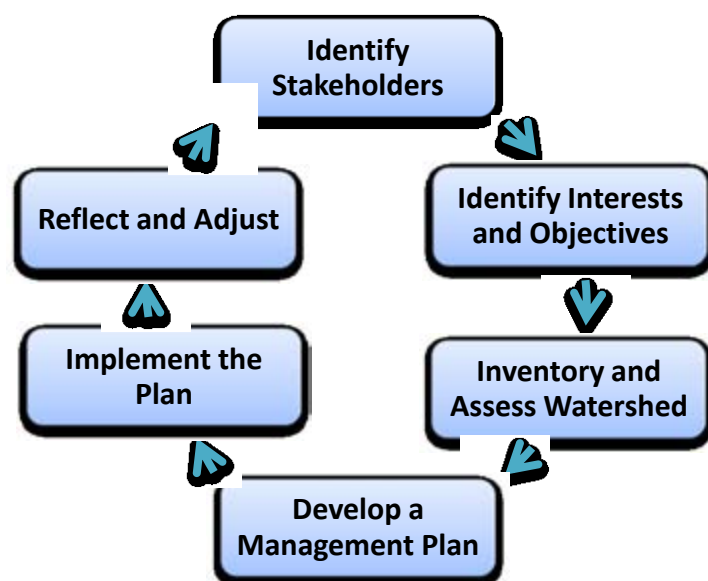 Identify
Stakeholders
Identify Interests
and Objectives
Inventory and
Assess Watershed
Develop a
Management Plan
Implement the
Plan
Reflect and Adjust